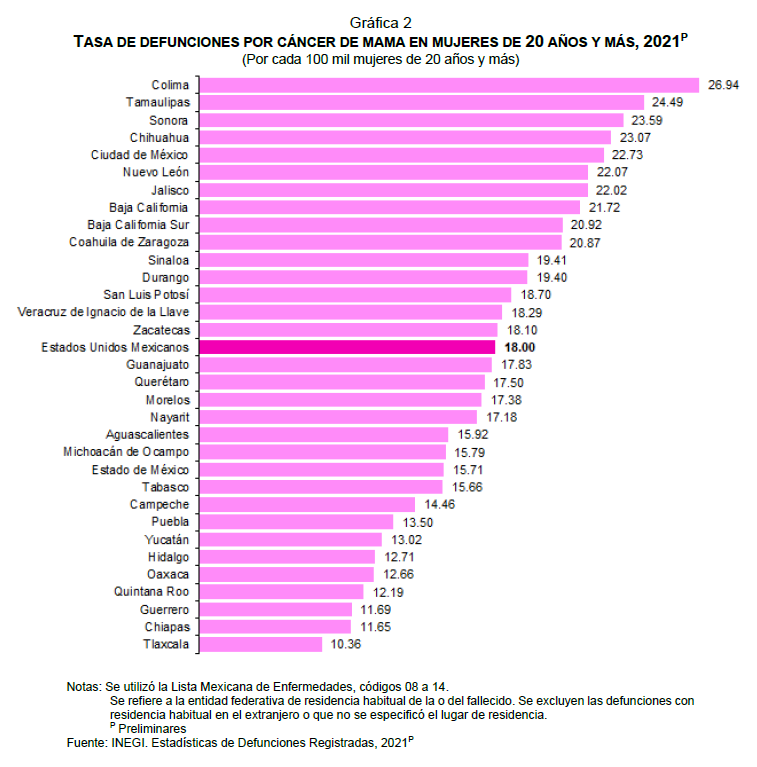 Gráfica 2
TASA DE DEFUNCIONES POR CÁNCER DE MAMA EN MUJERES DE 20 AÑOS Y MÁS, 2021P
(Por cada 100 mil mujeres de 20 años y más)
Colima 26.94
Tamaulipas 24.49
Sonora 23.59
Chihuahua 23.07
Ciudad de México 22.73
Nuevo León 22.07
Jalisco 22.02
Baja California 21.72
Baja California Sur 20.92
Coahuila de Zaragoza 20.87
Sinaloa 19.41
Durango 19.40
San Luis Potosí 18.70
Veracruz de Ignacio de la Llave 18.29
Zacatecas 18.10
Estados Unidos Mexicanos 18.00
Guanajuato 17.83
Querétaro 17.50
Morelos 17.38
Nayarit 17.18
Aguascalientes 15.92
Michoacán de Ocampo 15.79
Estado de México 15.71
Tabasco 15.66
Campeche 14.46
Puebla 13.50
Yucatán 13.02
Hidalgo 12.71
Oaxaca 12.66
Quintana Roo 12.19
Guerrero 11.69
Chiapas 11.65
Tlaxcala 10.36
Notas: Se utilizó la Lista Mexicana de Enfermedades, códigos 08 a 14.
Se refiere a la entidad federativa de residencia habitual de la o del fallecido. Se excluyen las defunciones con
residencia habitual en el extranjero o que no se especificó el lugar de residencia.
P Preliminares
Fuente: INEGI. Estadísticas de Defunciones Registradas, 2021P